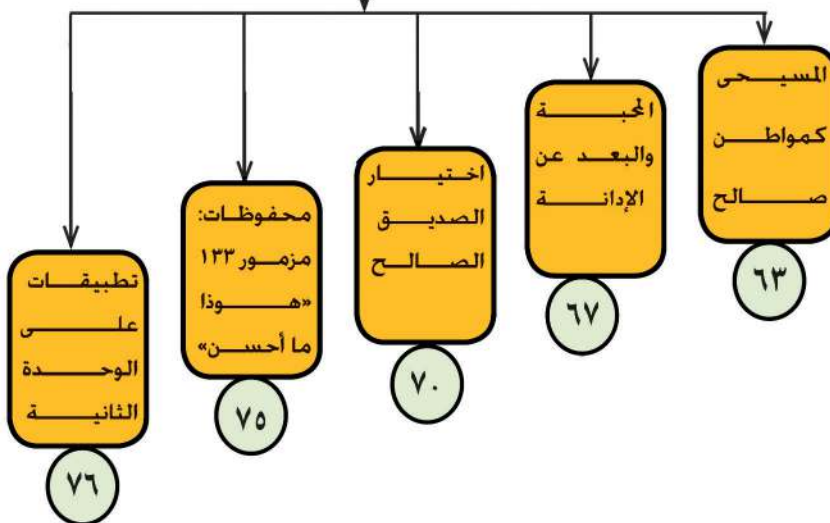 المسيحى
كمواطن
صالح
٦٣
المحبة
والبعد عن
الإدانة
٦٧
اختيار
الصديق
الصالح
٧٠
محفوظات:
مزمور ١٣٣
«هوذا
ما أحسن»
٧٥
تطبيقات
على
الوحدة
الثانية
٧٦